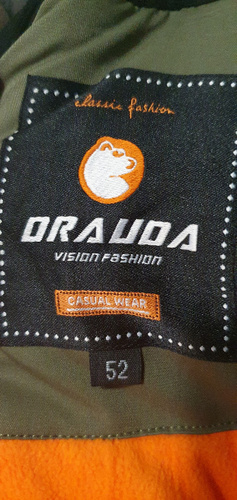 classic fashion
ORAUDA
VISION FASHION
CASUAL WEAR
52